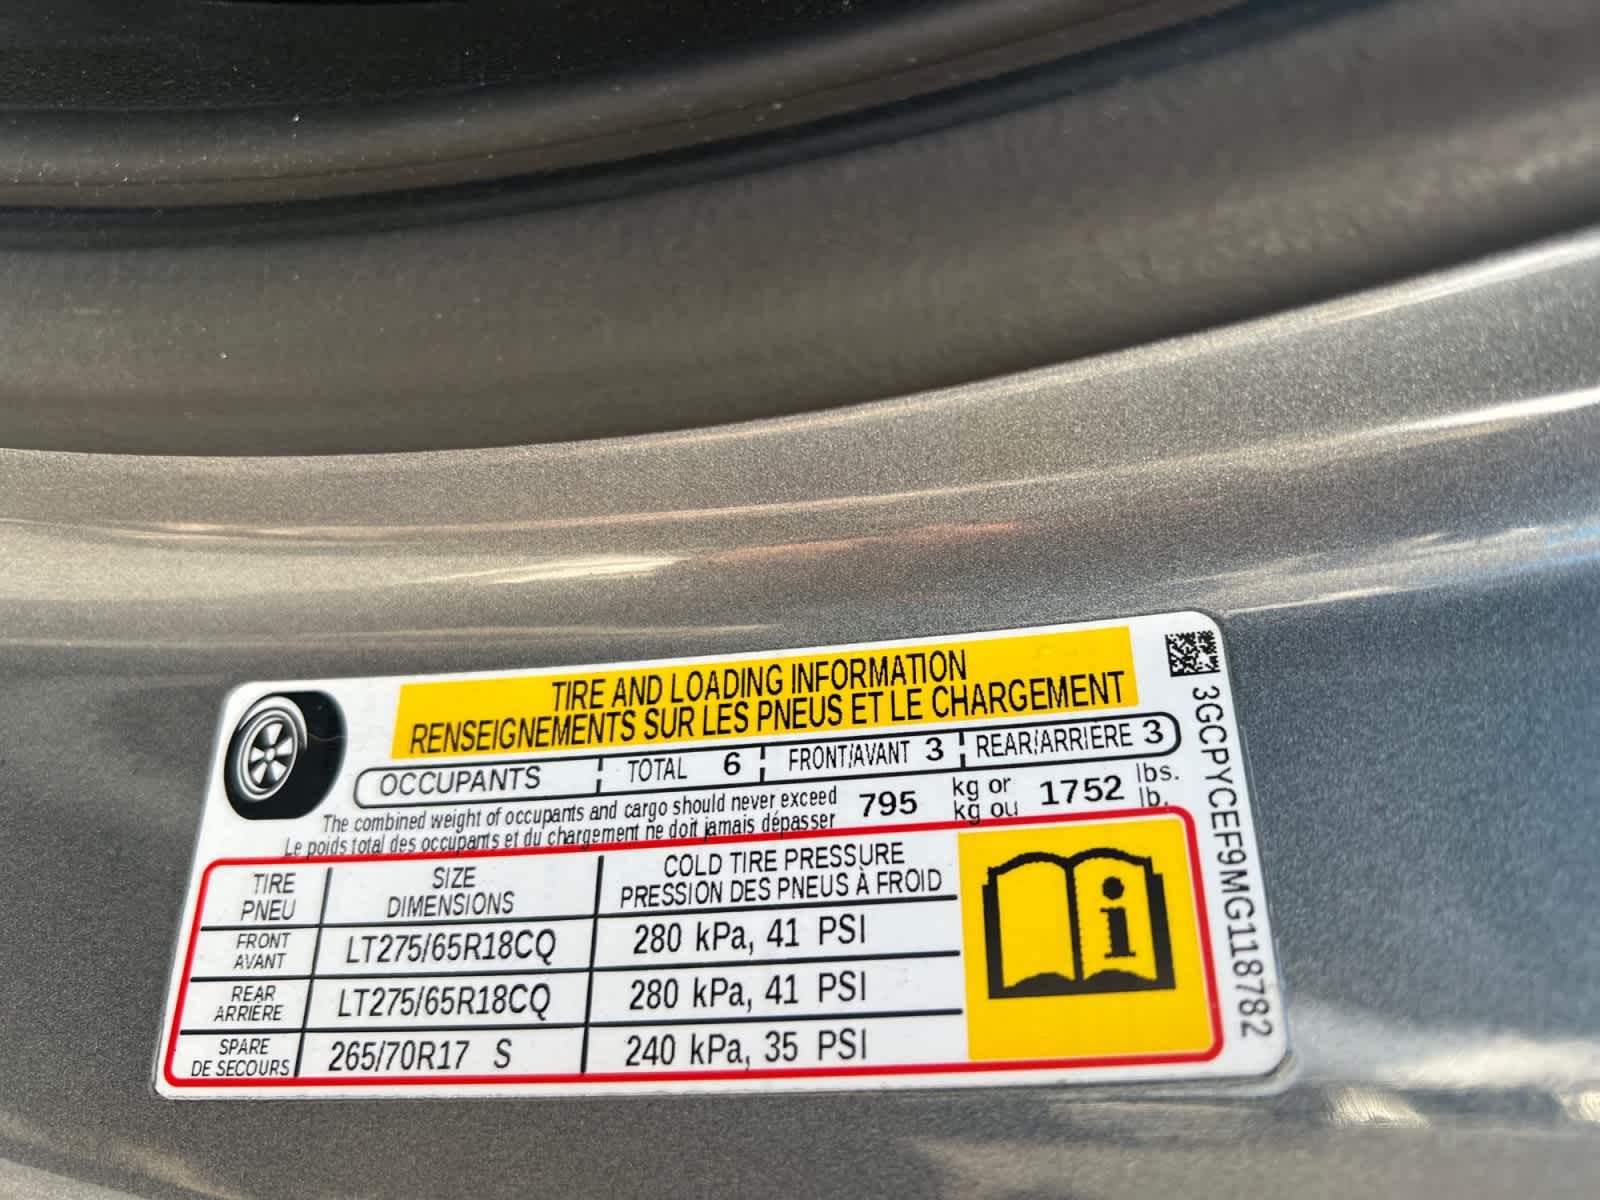 TIRE AND LOADING INFORMATION
RENSEIGNEMENTS SUR LES PNEUS ET LE CHARGEMENT
OCCUPANTS TOTAL 6 FRONT/AVANT 3 REAR/ARRIÈRE 3
The combined weight of occupants and cargo should never exceed 795 kg or 1752 lbs.
Le poids total des occupants et du chargement ne doit jamais dépasser kg ou lb.
TIRE SIZE COLD TIRE PRESSURE
PNEU DIMENSIONS PRESSION DES PNEUS À FROID
FRONT
AVANT LT275/65R18CQ 280 kPa, 41 PSI
REAR
ARRIÈRE LT275/65R18CQ 280 kPa, 41 PSI
SPARE
DE SECOURS 265/70R17 S 240 kPa, 35 PSI
i
3GCPYCEF9MG118782